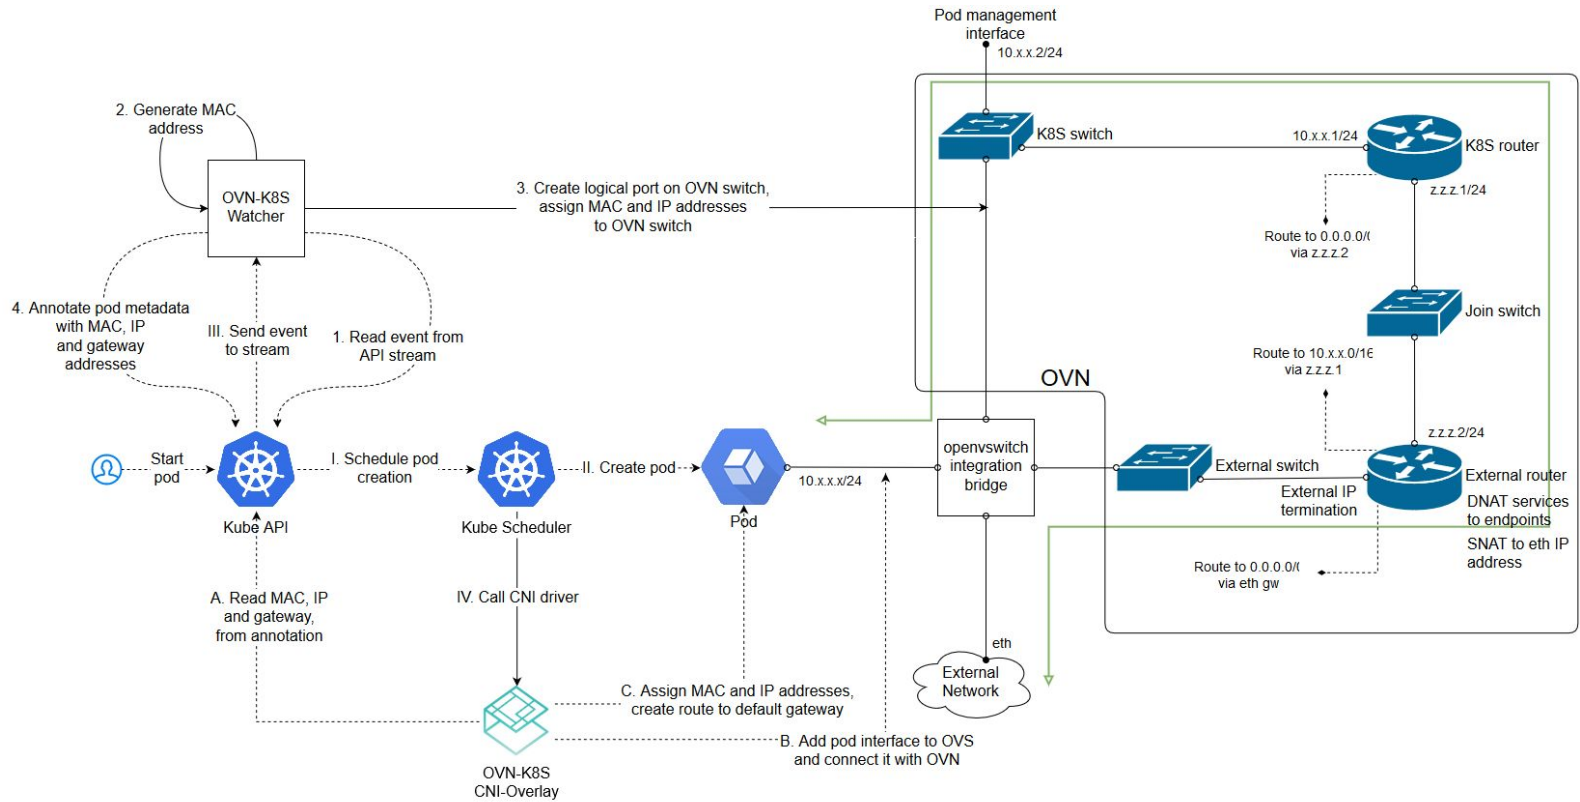 Pod management
interface
10.x.x.2/24
2. Generate MAC
address
K8S switch
10.x.x.1/24
K8S router
OVN-K8S
Watcher
3. Create logical port on OVN switch,
assign MAC and IP addresses
to OVN switch
z.z.z.1/24
Route to 0.0.0.0/(
via z.z.z.2
4. Annotate pod metadata
with MAC, IP
and gateway
addresses
III. Send event
to stream
1. Read event from
API stream
Join switch
Route to 10.x.x.0/16
via z.z.z.1
OVN
z.z.z.2/24
Start
pod
I. Schedule pod
creation
II. Create pod
10.x.x.x/24
openvswitch
integration
bridge
External switch
External IP
termination
External router
DNAT services
to endpoints
SNAT to eth IP
address
Kube API
Kube Scheduler
Pod
Route to 0.0.0.0/(
via eth gw
A. Read MAC, IP
and gateway,
from annotation
IV. Call CNI driver
eth
External
Network
C. Assign MAC and IP addresses,
create route to default gateway
B. Add pod interface to OVS
and connect it with OVN
OVN-K8S
CNI-Overlay